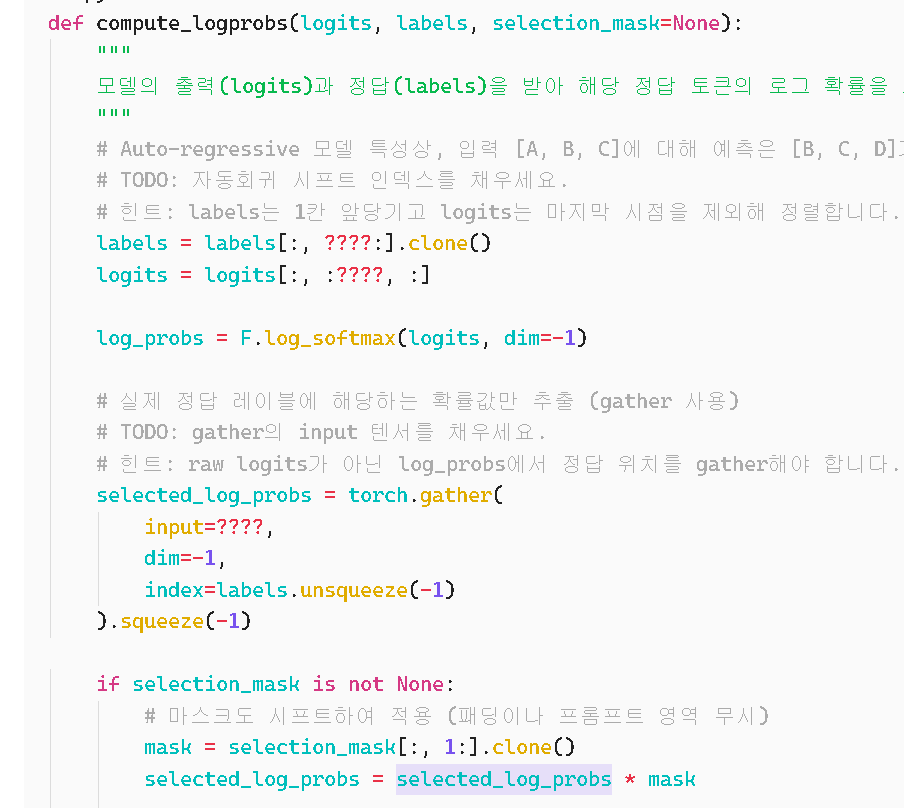 def compute_logprobs(logits, labels, selection_mask=None):
"""
모델의 출력(logits)과 정답(labels)을 받아 해당 정답 토큰의 로그 확률을
"""
# Auto-regressive 모델 특성상, 입력 [A, B, C]에 대해 예측은 [B, C, D]
# TODO: 자동회귀 시프트 인덱스를 채우세요.
# 힌트: labels는 1칸 앞당기고 logits는 마지막 시점을 제외해 정렬합니다.
labels = labels[:, ????:].clone()
logits = logits[:, :????, :]
log_probs = F.log_softmax(logits, dim=-1)
# 실제 정답 레이블에 해당하는 확률값만 추출 (gather 사용)
# TODO: gather의 input 텐서를 채우세요.
# 힌트: raw logits가 아닌 log_probs에서 정답 위치를 gather해야 합니다.
selected_log_probs = torch.gather(
input=????,
dim=-1,
index=labels.unsqueeze(-1)
).squeeze(-1)
if selection_mask is not None:
# 마스크도 시프트하여 적용 (패딩이나 프롬프트 영역 무시)
mask = selection_mask[:, 1:].clone()
selected_log_probs = selected_log_probs * mask